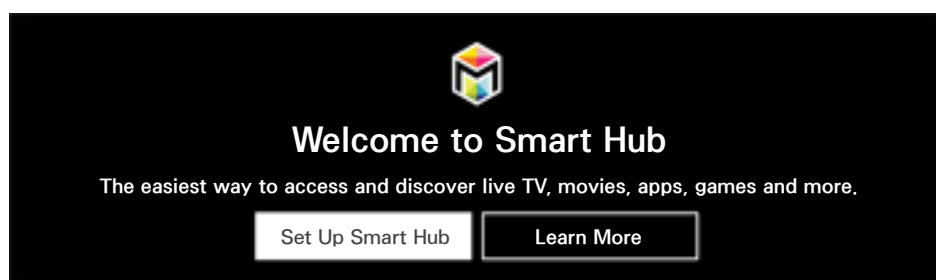 Welcome to Smart Hub
The easiest way to access and discover live TV, movies, apps, games and more.
Set Up Smart Hub
Learn More